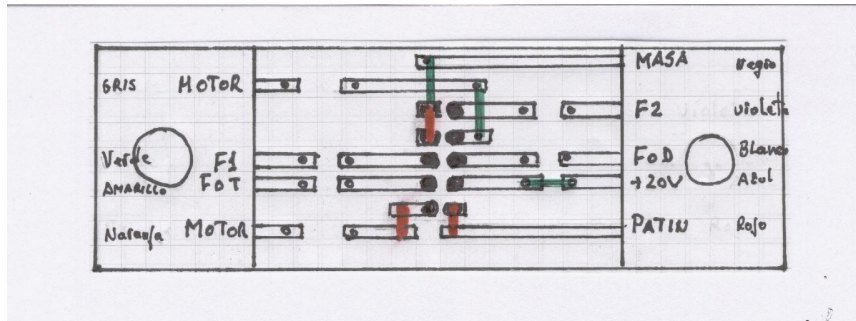 MASA Negro
GRIS MOTOR
F2 Violeta
Verde F1
FoD Blanco
AMARILLO FoT
+20V Azul
Naranja MOTOR
PATIN Rojo